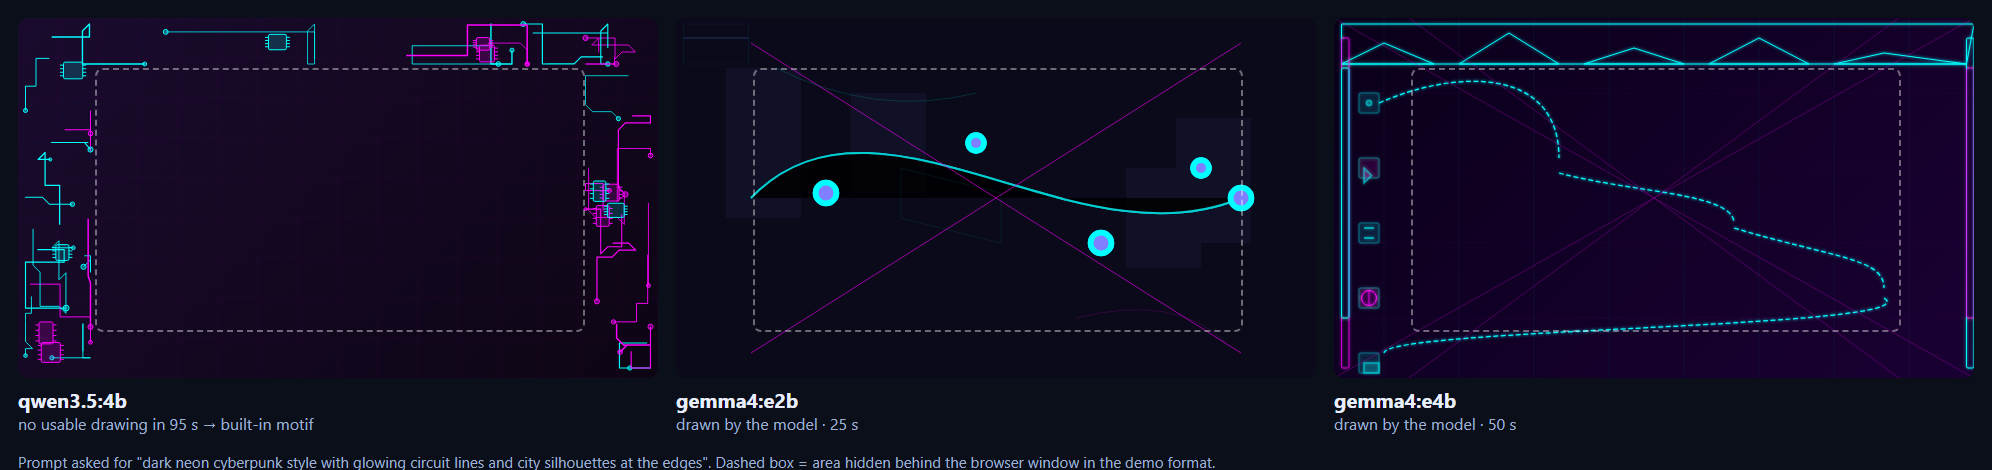 qwen3.5:4b
no usable drawing in 95 s → built-in motif
gemma4:e2b
drawn by the model · 25 s
gemma4:e4b
drawn by the model · 50 s
Prompt asked for "dark neon cyberpunk style with glowing circuit lines and city silhouettes at the edges". Dashed box = area hidden behind the browser window in the demo format.